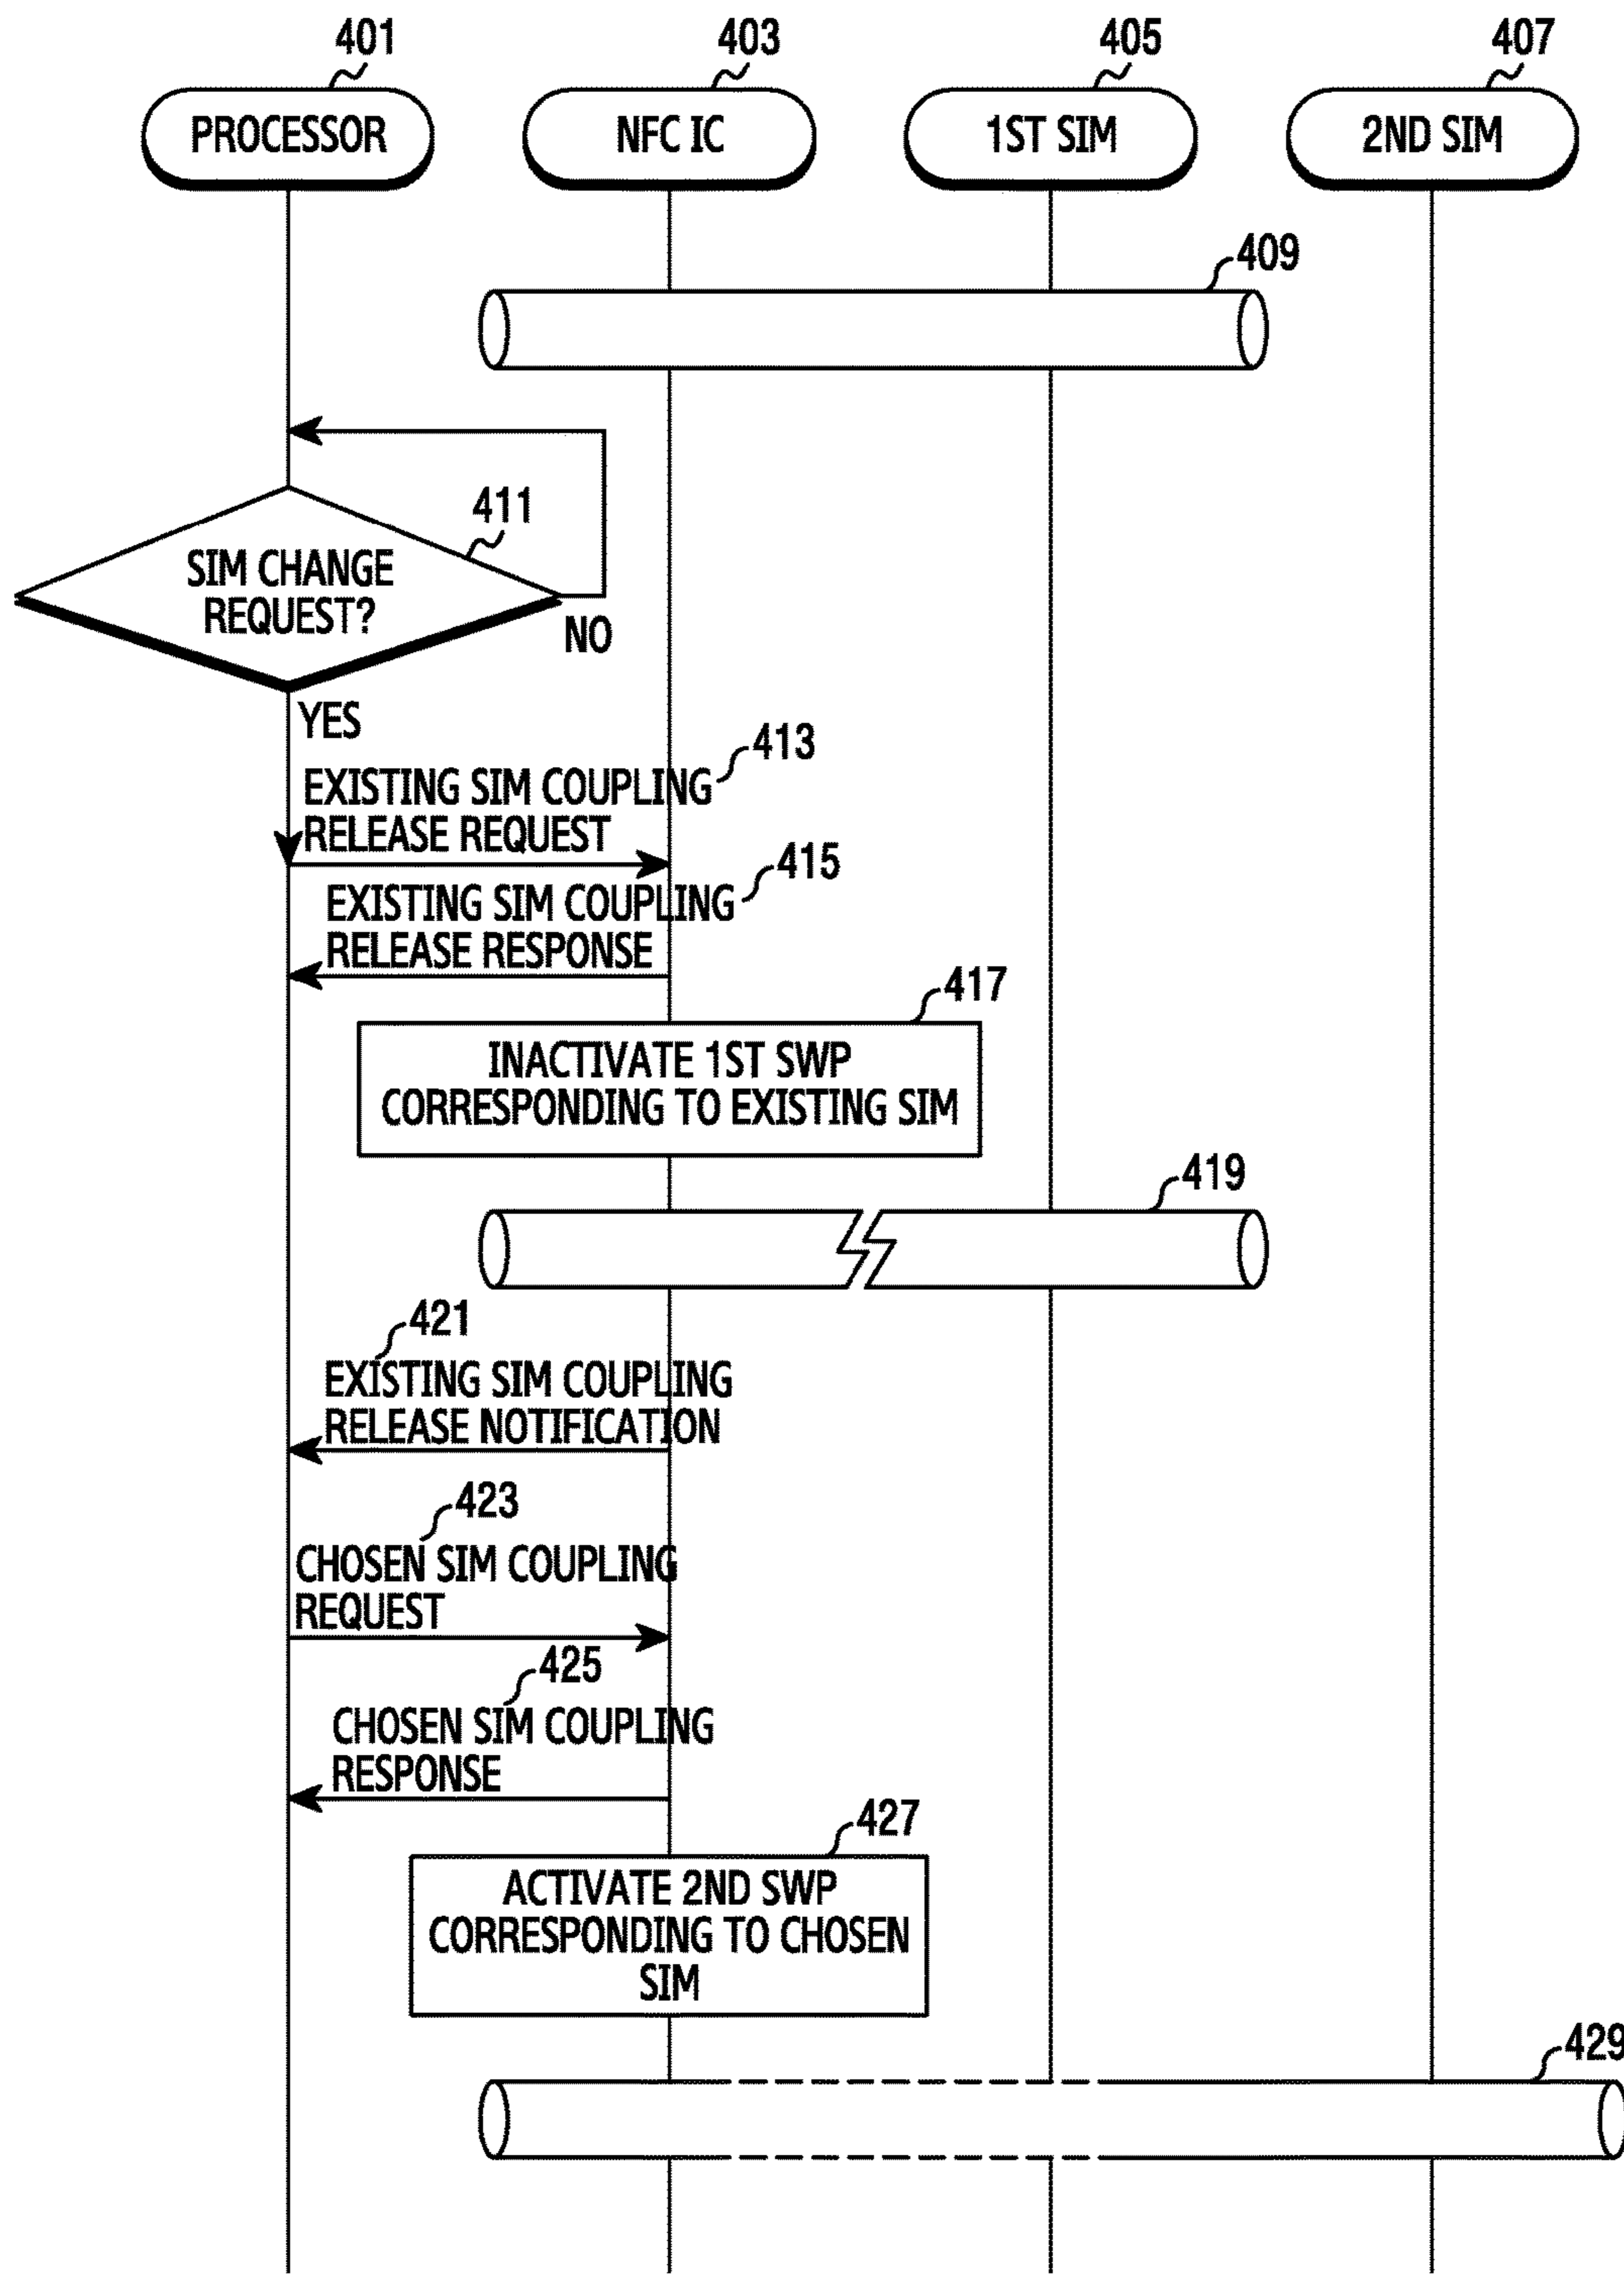 401
403
405
407
PROCESSOR
NFC IC
1ST SIM
2ND SIM
409
411
SIM CHANGE
REQUEST?
NO
YES
413
EXISTING SIM COUPLING
RELEASE REQUEST
415
EXISTING SIM COUPLING
RELEASE RESPONSE
417
INACTIVATE 1ST SWP
CORRESPONDING TO EXISTING SIM
419
421
EXISTING SIM COUPLING
RELEASE NOTIFICATION
423
CHOSEN SIM COUPLING
REQUEST
425
CHOSEN SIM COUPLING
RESPONSE
427
ACTIVATE 2ND SWP
CORRESPONDING TO CHOSEN
SIM
429